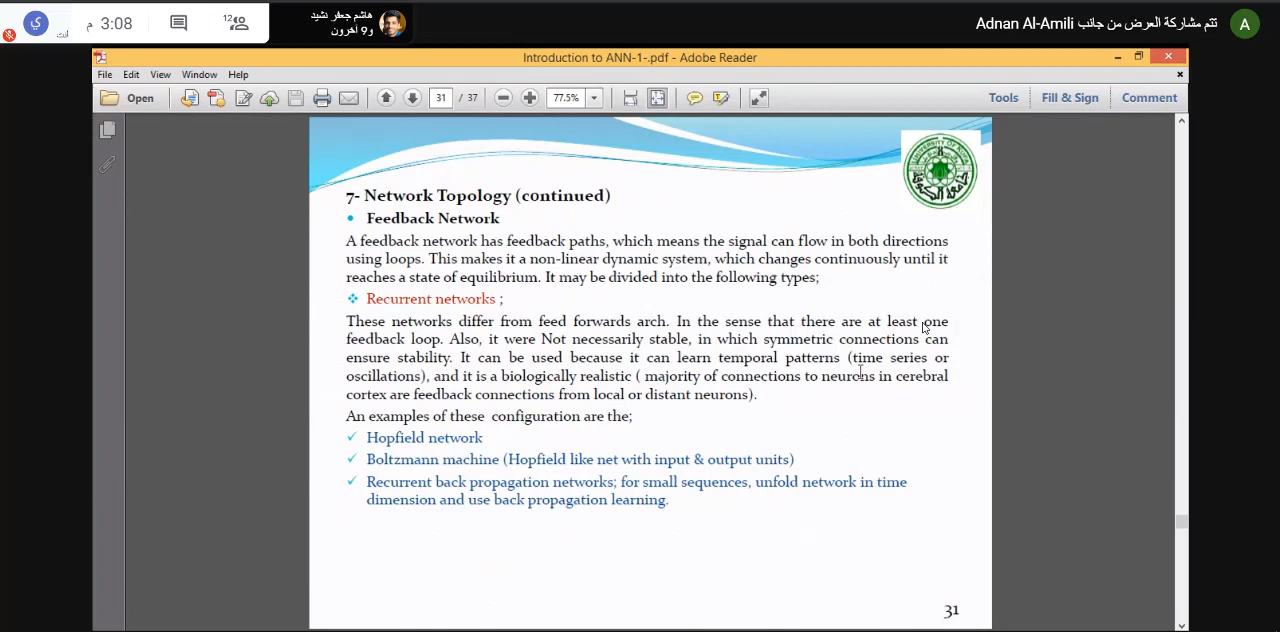 3:08 م
12
أنت
هاشم جعفر نشيد
و9 آخرون
تتم مشاركة العرض من جانب Adnan Al-Amili
A
ي
Introduction to ANN-1-.pdf - Adobe Reader
File Edit View Window Help
Open 31 / 37 77.5% Tools Fill & Sign Comment
UNIVERSITY OF KUFA
جامعة الكوفة
7- Network Topology (continued)
• Feedback Network
A feedback network has feedback paths, which means the signal can flow in both directions
using loops. This makes it a non-linear dynamic system, which changes continuously until it
reaches a state of equilibrium. It may be divided into the following types;
❖ Recurrent networks ;
These networks differ from feed forwards arch. In the sense that there are at least one
feedback loop. Also, it were Not necessarily stable, in which symmetric connections can
ensure stability. It can be used because it can learn temporal patterns (time series or
oscillations), and it is a biologically realistic ( majority of connections to neurons in cerebral
cortex are feedback connections from local or distant neurons).
An examples of these configuration are the;
✓ Hopfield network
✓ Boltzmann machine (Hopfield like net with input & output units)
✓ Recurrent back propagation networks; for small sequences, unfold network in time
dimension and use back propagation learning.
31